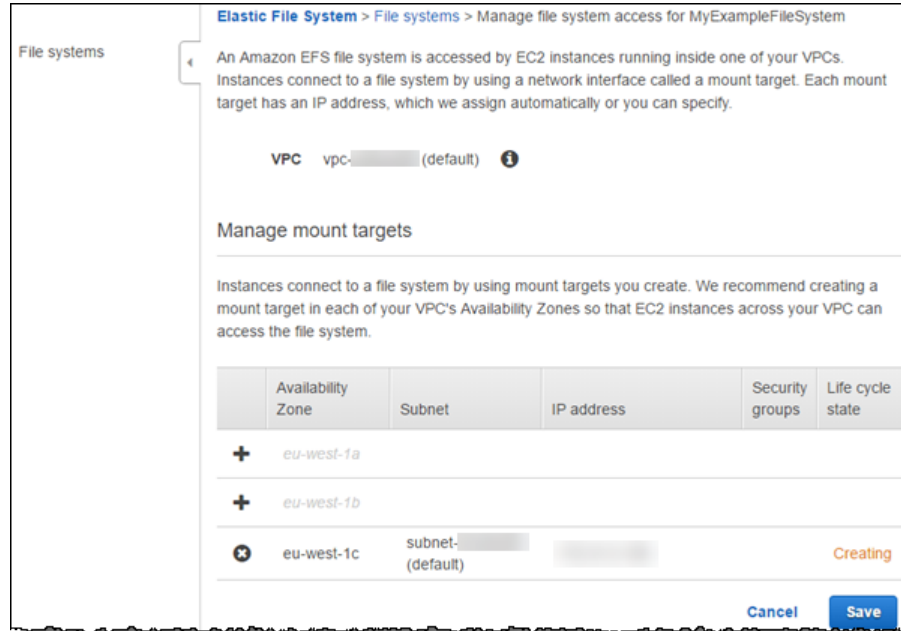 Elastic File System > File systems > Manage file system access for MyExampleFileSystem
File systems
An Amazon EFS file system is accessed by EC2 instances running inside one of your VPCs.
Instances connect to a file system by using a network interface called a mount target. Each mount
target has an IP address, which we assign automatically or you can specify.
VPC vpc- (default)
Manage mount targets
Instances connect to a file system by using mount targets you create. We recommend creating a
mount target in each of your VPC's Availability Zones so that EC2 instances across your VPC can
access the file system.
Availability
Zone
Subnet
IP address
Security
groups
Life cycle
state
eu-west-1a
eu-west-1b
eu-west-1c
subnet-
(default)
Creating
Cancel
Save